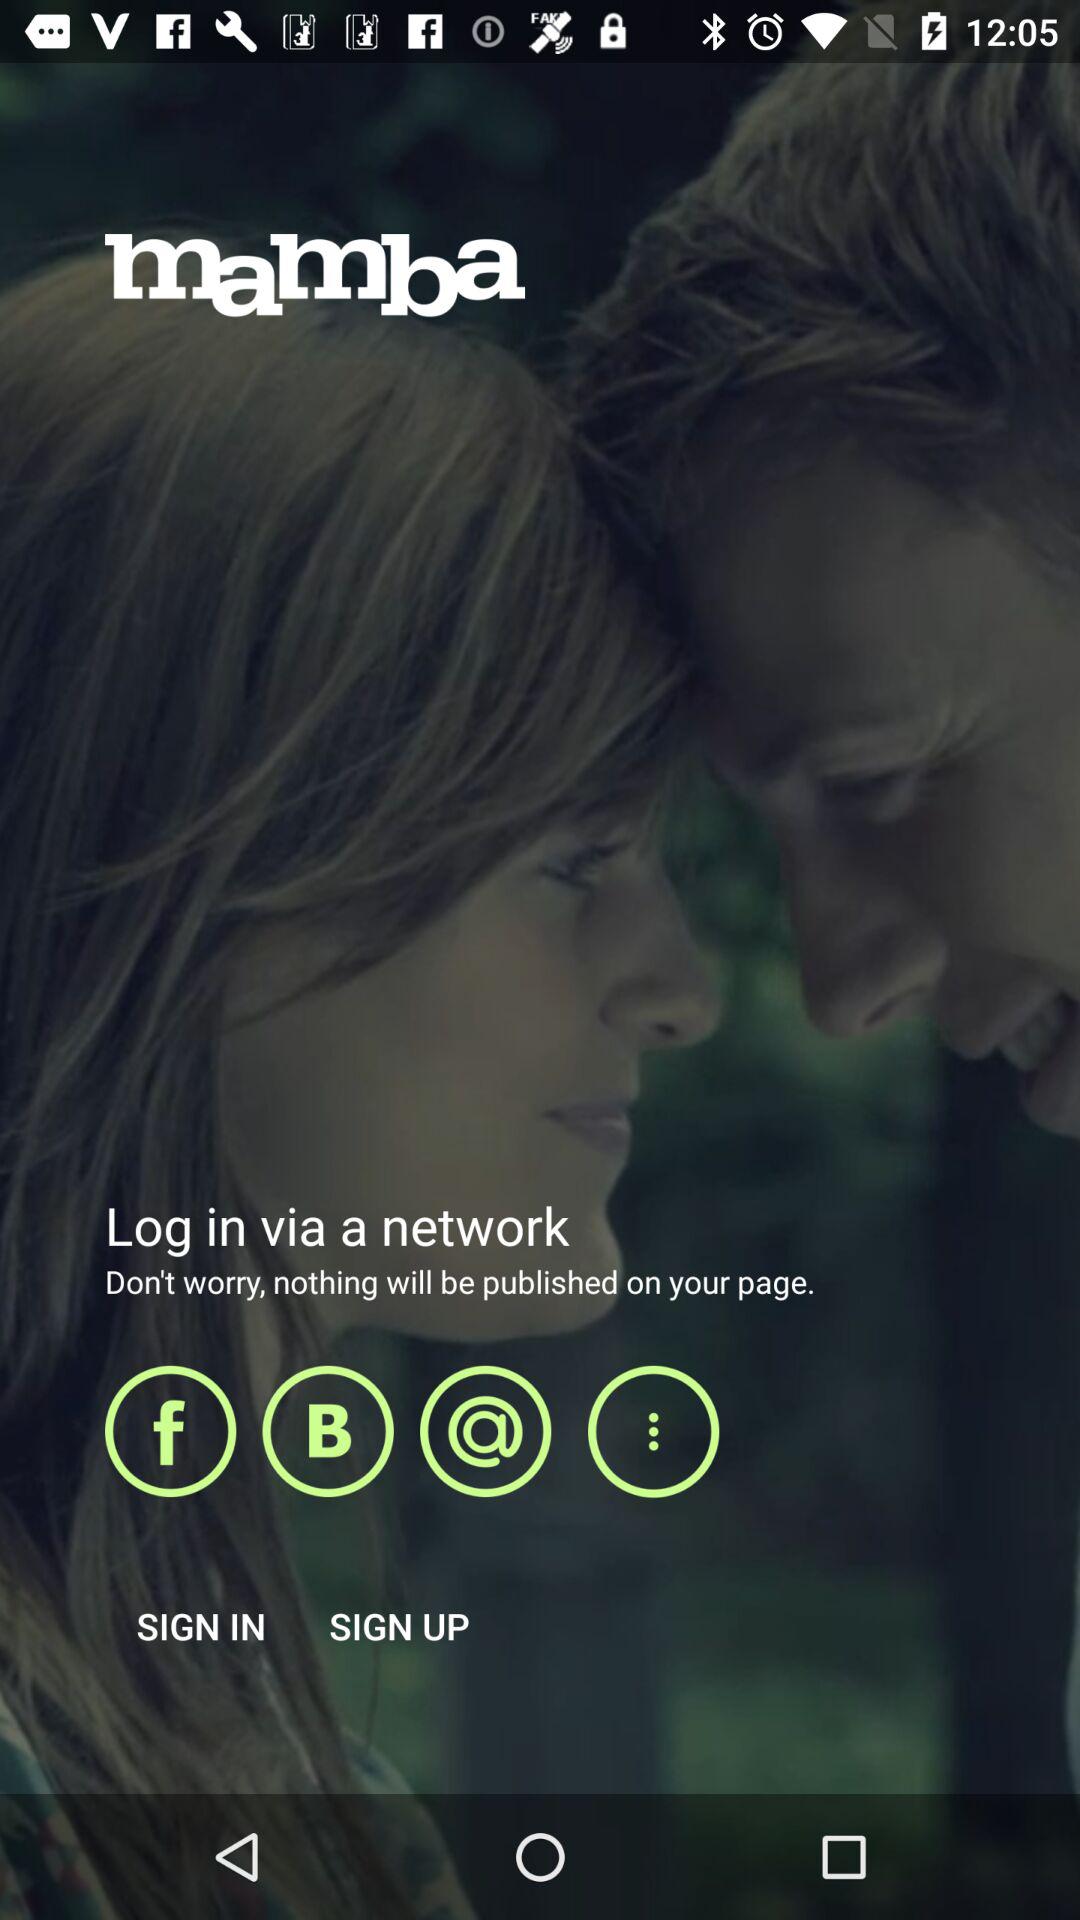 FAKE
12:05
mamba
Log in via a network
Don't worry, nothing will be published on your page.
f B @
SIGN IN SIGN UP